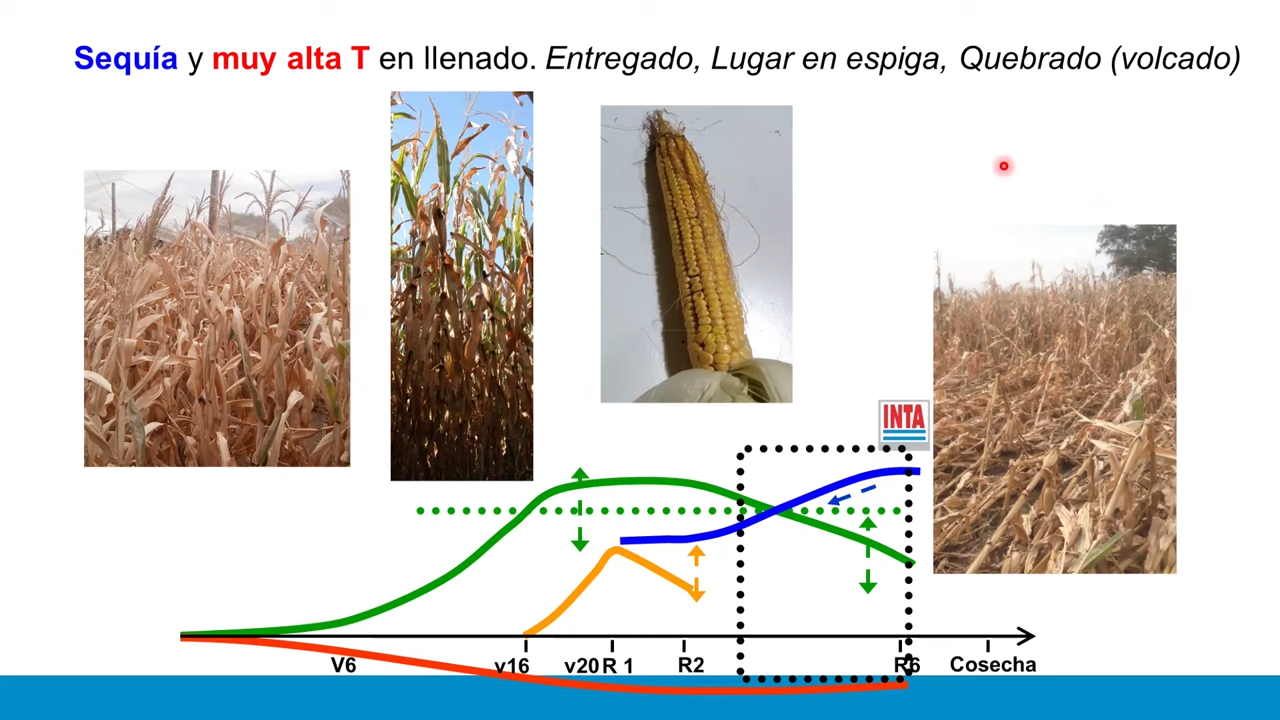 Sequía y muy alta T en llenado. Entregado, Lugar en espiga, Quebrado (volcado)
INTA
V6 v16 v20 R 1 R2 R6 Cosecha